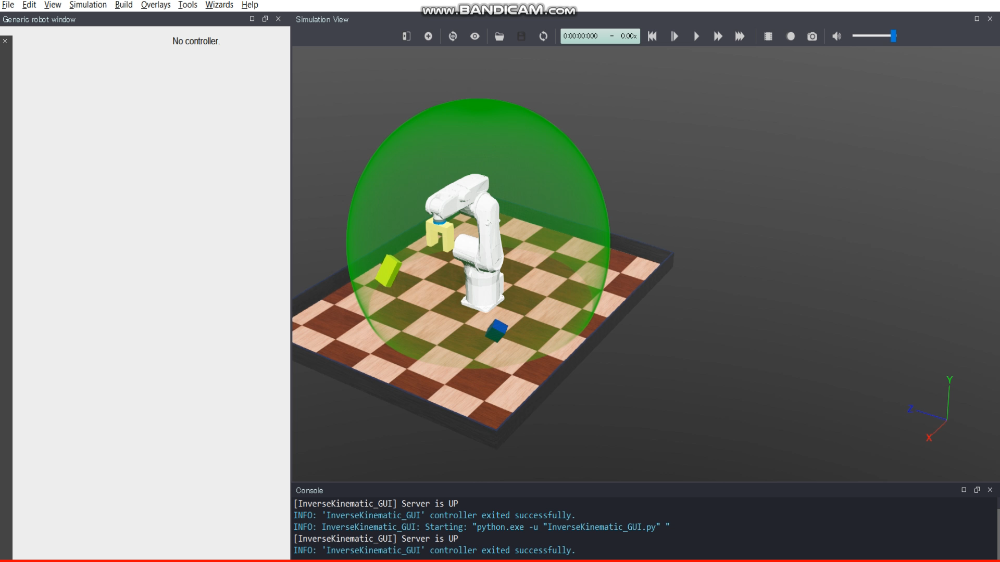 File Edit View Simulation Build Overlays Tools Wizards Help
www.BANDICAM.com
Generic robot window
Simulation View
0:00:00:000 - 0.00x
No controller.
Y
Z
X
Console
[InverseKinematic_GUI] Server is UP
INFO: 'InverseKinematic_GUI' controller exited successfully.
INFO: InverseKinematic_GUI: Starting: "python.exe -u "InverseKinematic_GUI.py" "
[InverseKinematic_GUI] Server is UP
INFO: 'InverseKinematic_GUI' controller exited successfully.